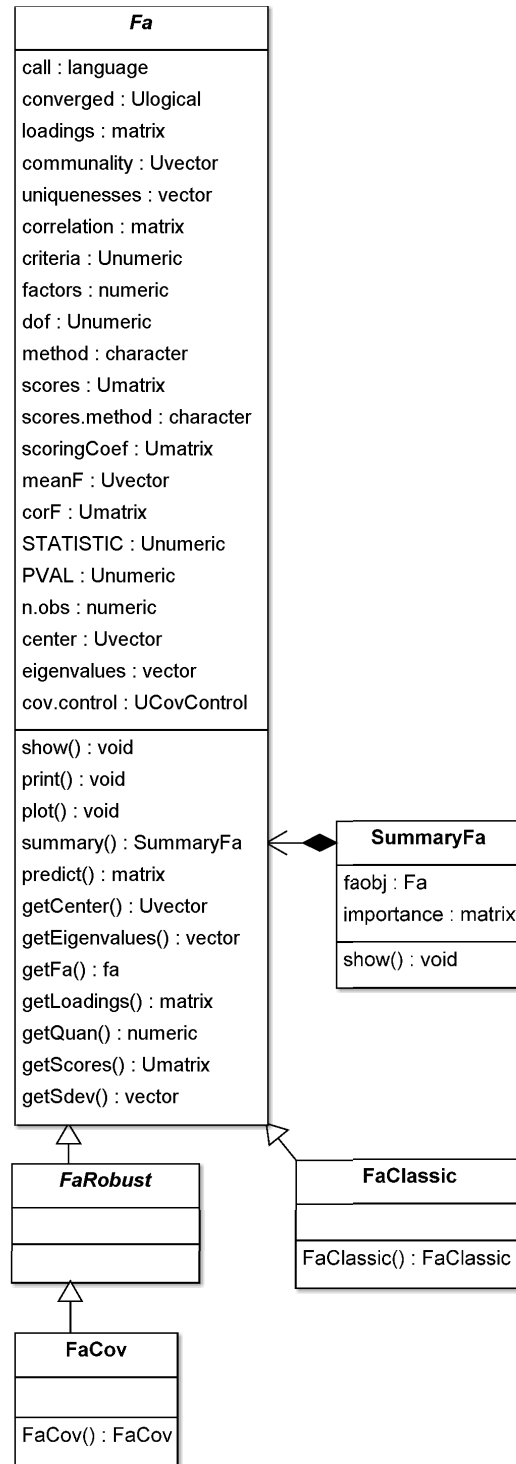 Fa
call : language
converged : Ulogical
loadings : matrix
communality : Uvector
uniquenesses : vector
correlation : matrix
criteria : Unumeric
factors : numeric
dof : Unumeric
method : character
scores : Umatrix
scores.method : character
scoringCoef : Umatrix
meanF : Uvector
corF : Umatrix
STATISTIC : Unumeric
PVAL : Unumeric
n.obs : numeric
center : Uvector
eigenvalues : vector
cov.control : UCovControl
show() : void
print() : void
plot() : void
summary() : SummaryFa
predict() : matrix
getCenter() : Uvector
getEigenvalues() : vector
getFa() : fa
getLoadings() : matrix
getQuan() : numeric
getScores() : Umatrix
getSdev() : vector
SummaryFa
faobj : Fa
importance : matrix
show() : void
FaRobust
FaClassic
FaClassic() : FaClassic
FaCov
FaCov() : FaCov